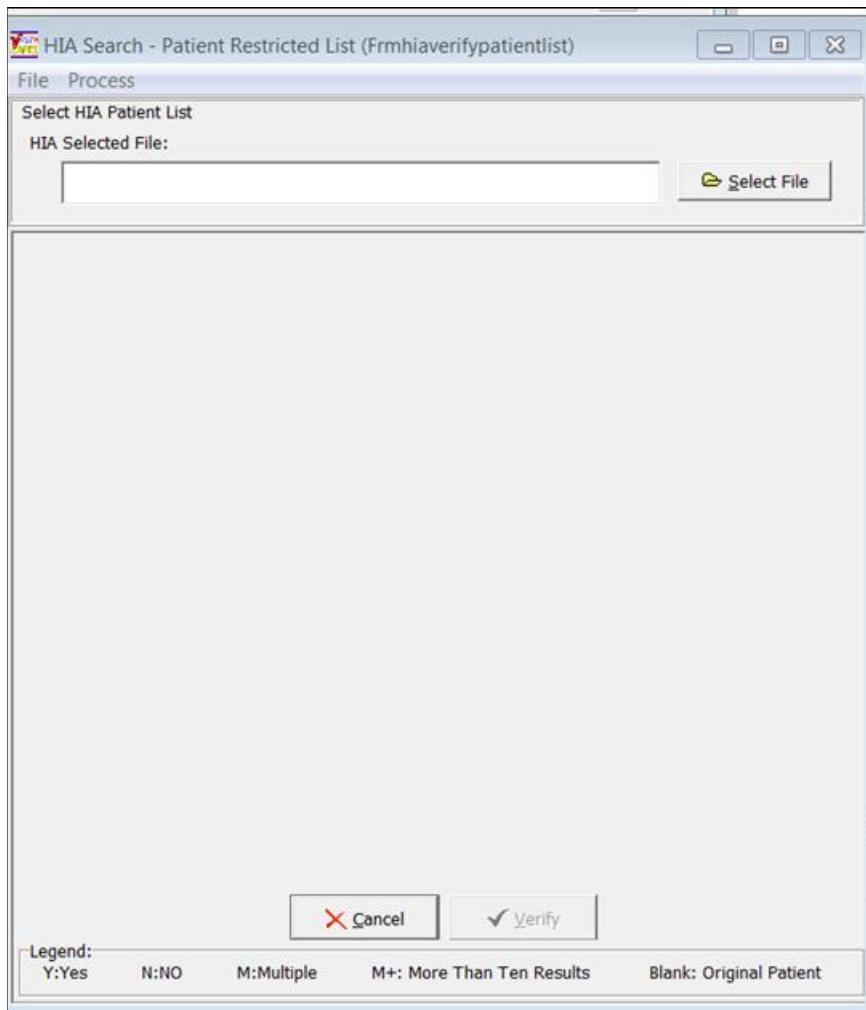 HIA Search - Patient Restricted List (Frmhiaverifypatientlist)
File Process
Select HIA Patient List
HIA Selected File:
Select File
Cancel Verify
Legend:
Y:Yes N:NO M:Multiple M+: More Than Ten Results Blank: Original Patient